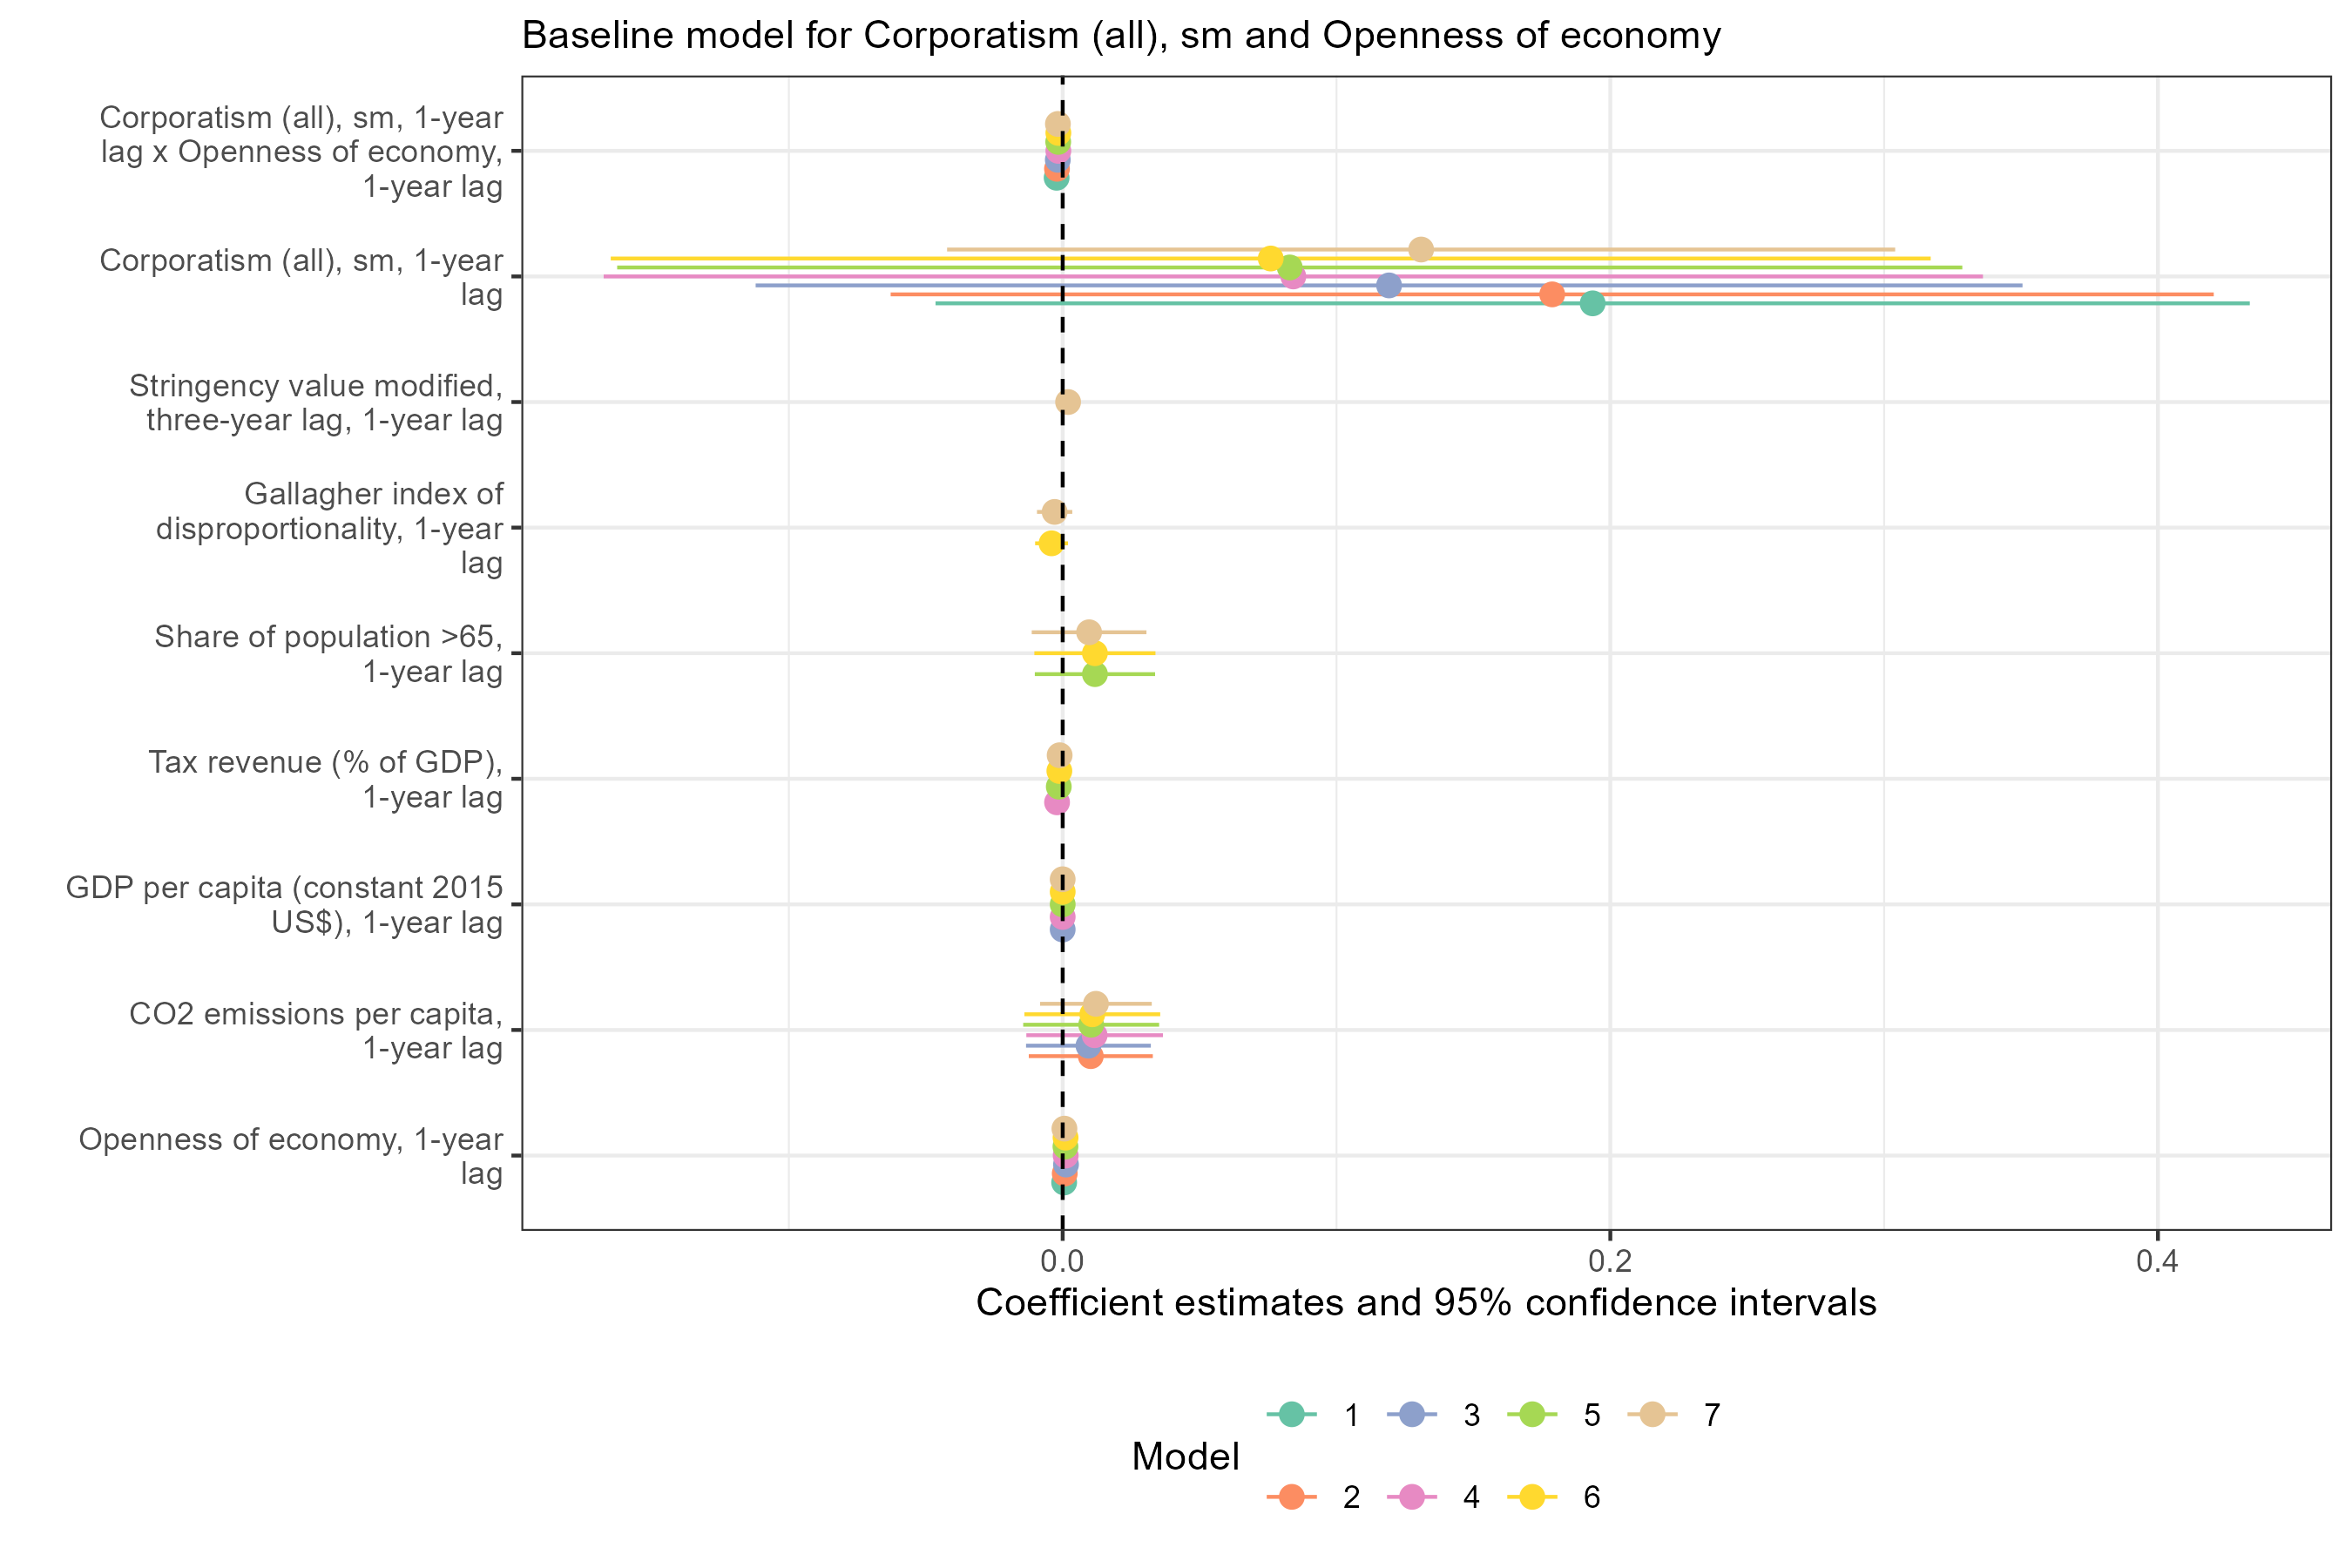 Baseline model for Corporatism (all), sm and Openness of economy
Corporatism (all), sm, 1-year
lag x Openness of economy,
1-year lag
Corporatism (all), sm, 1-year
lag
Stringency value modified,
three-year lag, 1-year lag
Gallagher index of
disproportionality, 1-year
lag
Share of population >65,
1-year lag
Tax revenue (% of GDP),
1-year lag
GDP per capita (constant 2015
US$), 1-year lag
CO2 emissions per capita,
1-year lag
Openness of economy, 1-year
lag
0.0 0.2 0.4
Coefficient estimates and 95% confidence intervals
Model
1 3 5 7
2 4 6